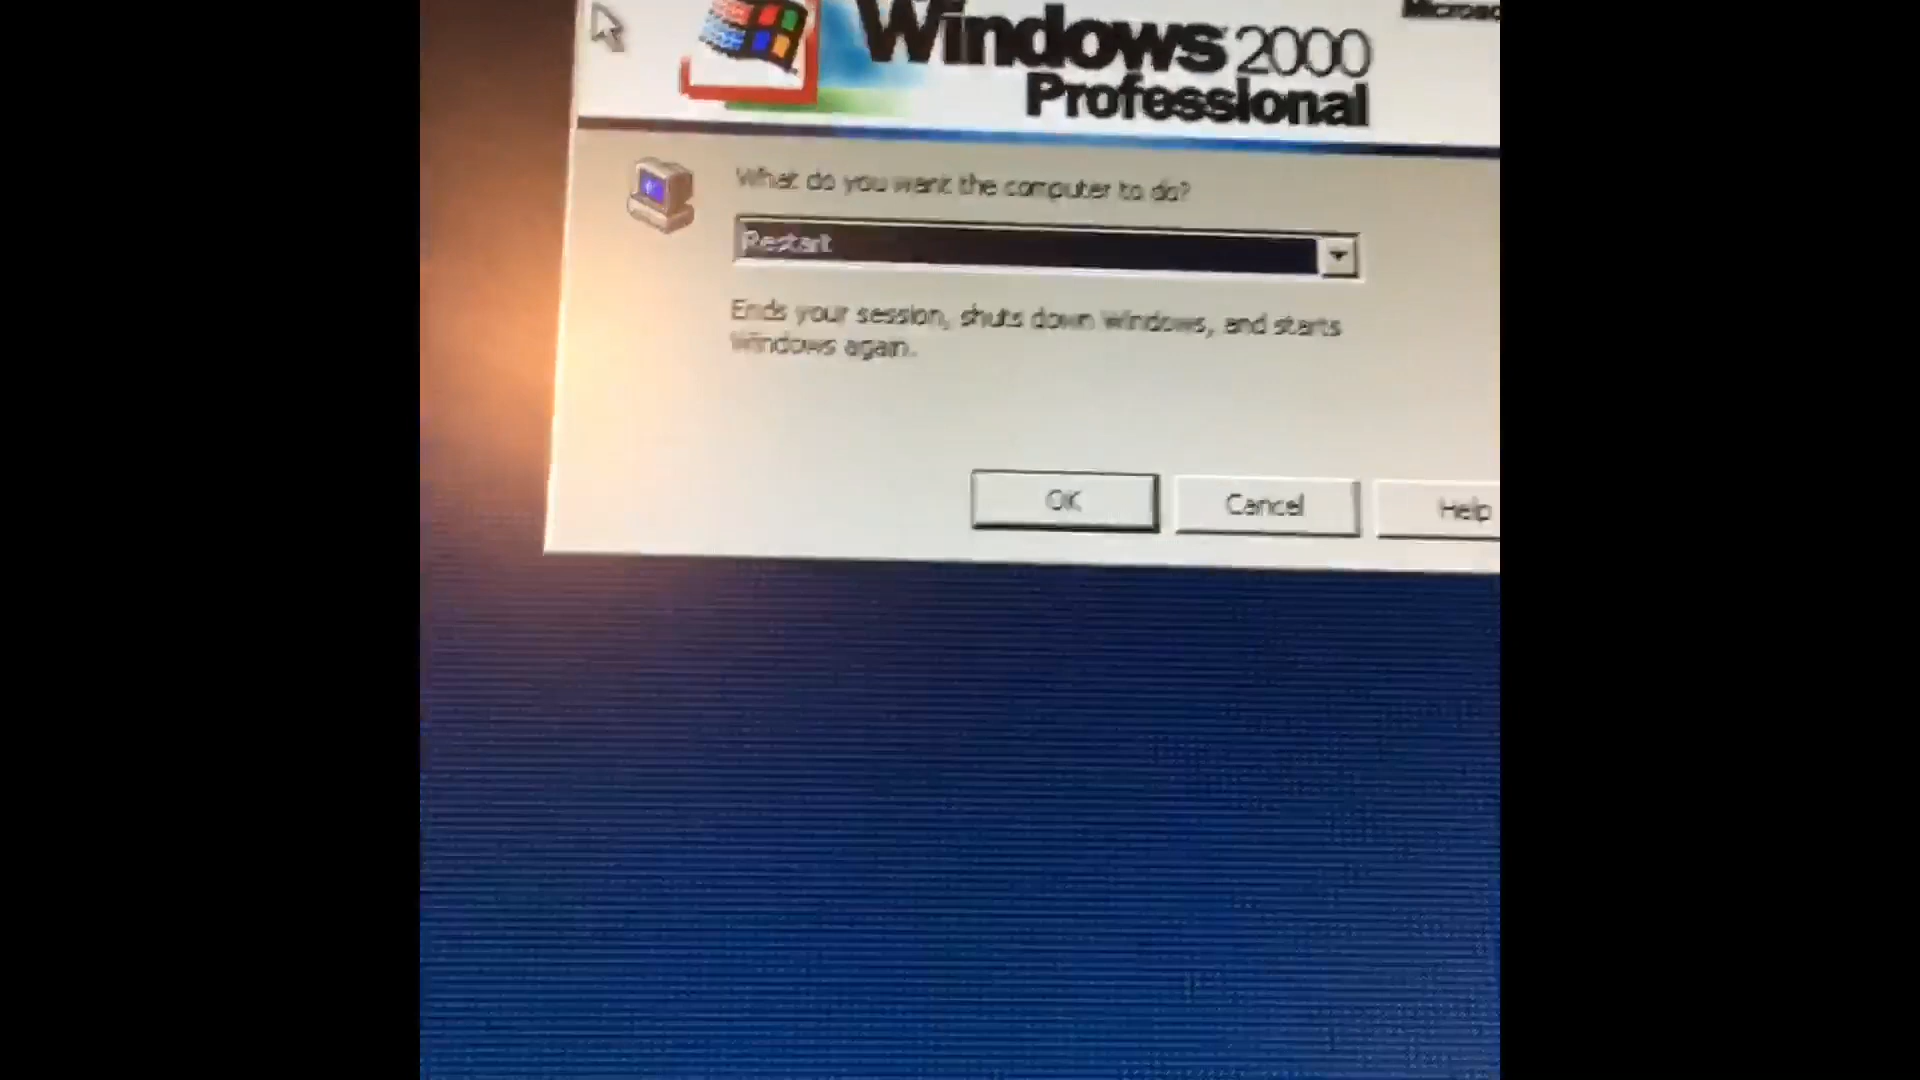 Windows 2000
Professional
What do you want the computer to do?
Restart
Ends your session, shuts down Windows, and starts
Windows again.
OK
Cancel
Help